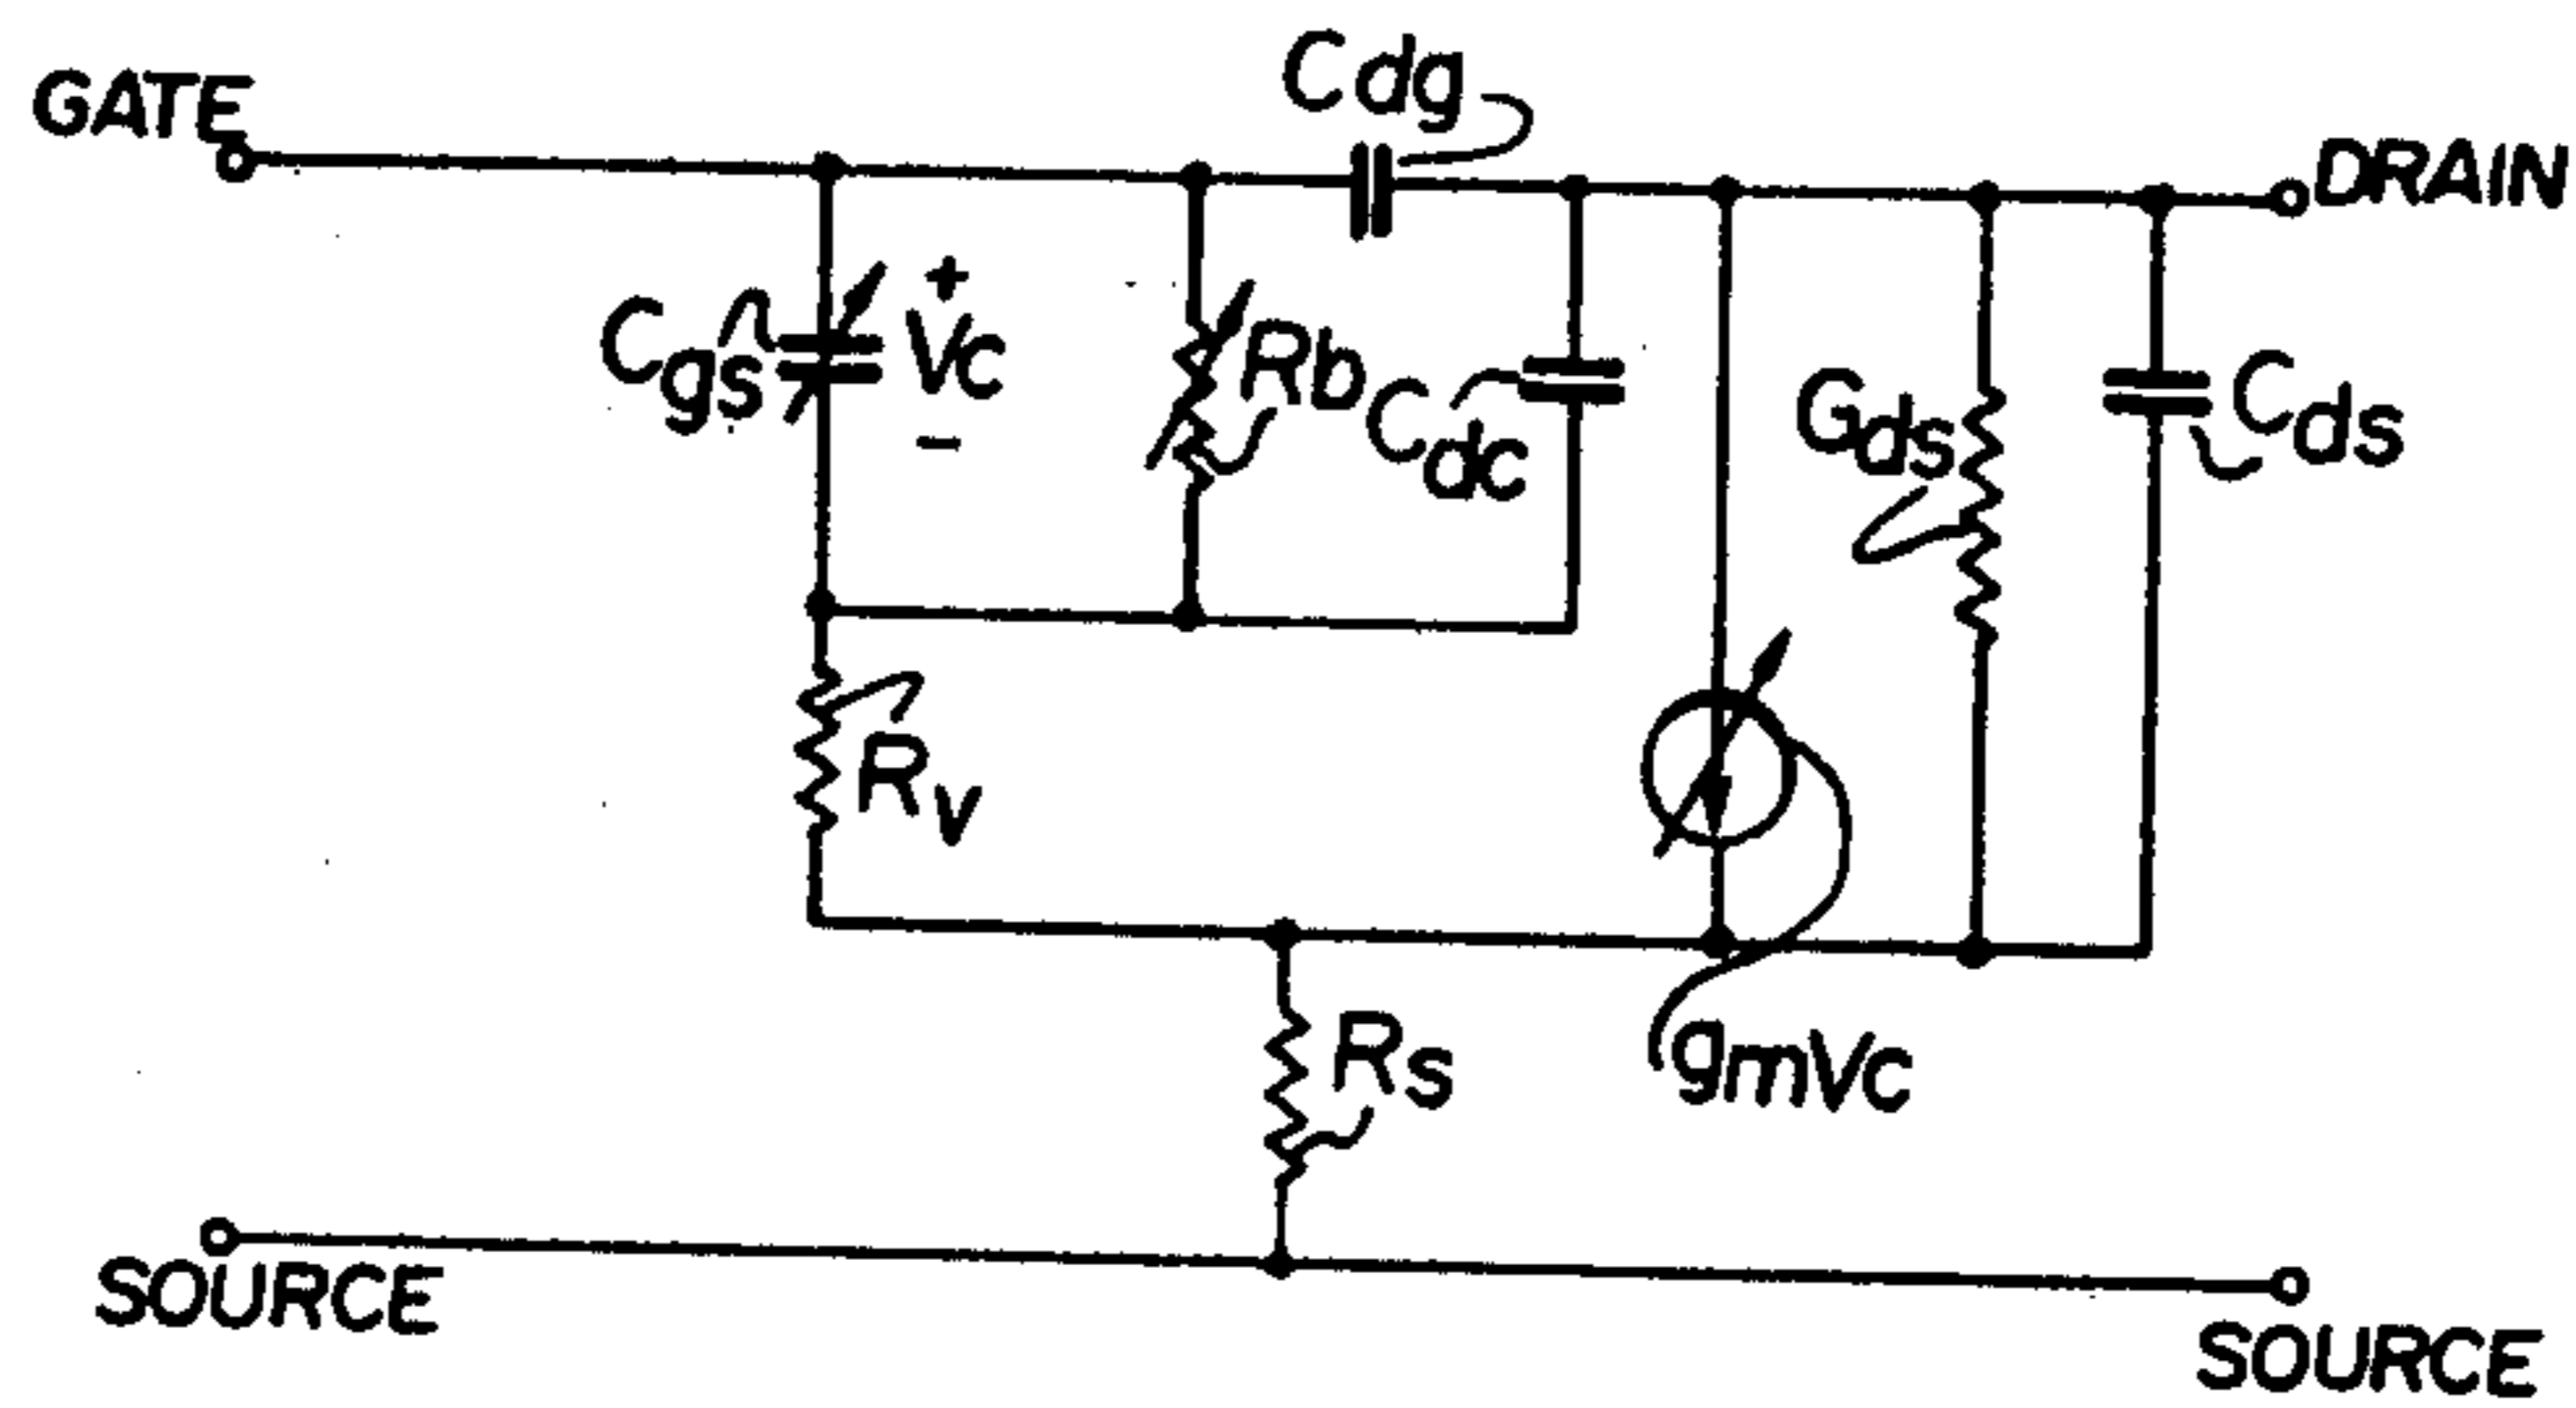 GATE
Cdg
DRAIN
Cgs
+
Vc
-
Rb
Cdc
Gds
Cds
Rv
Rs
gmVc
SOURCE
SOURCE